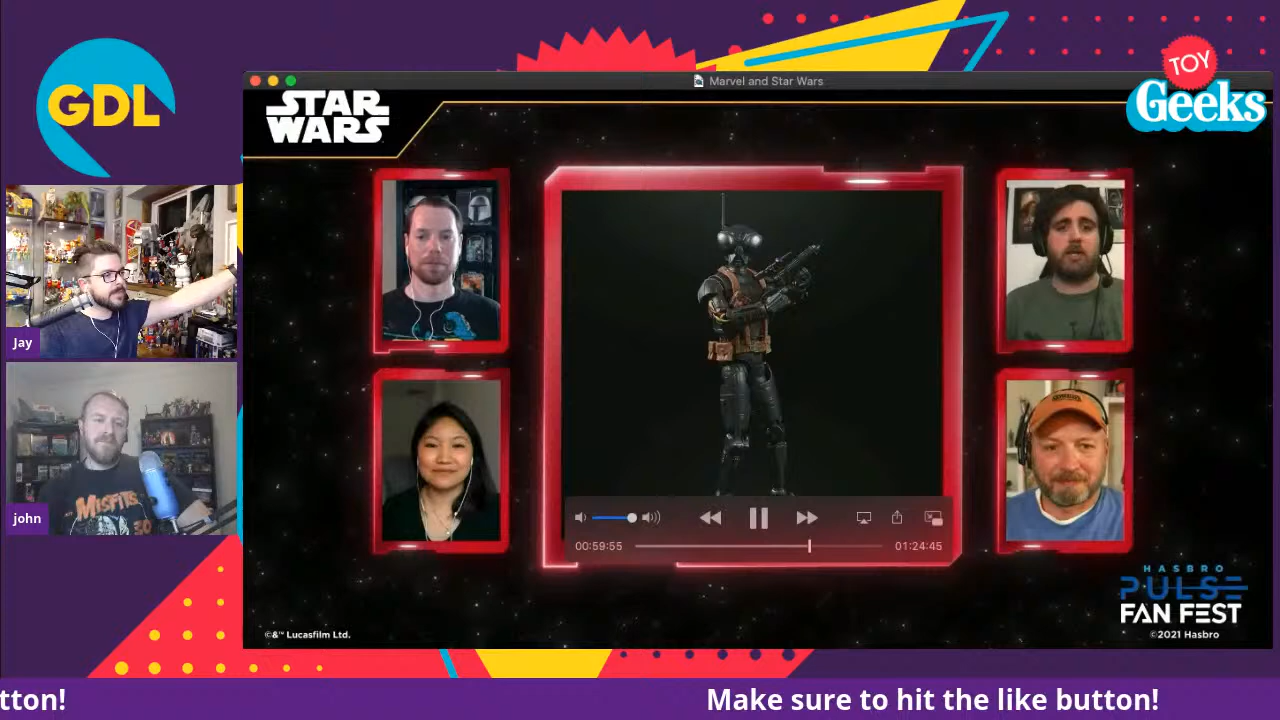 GDL
TOY
Geeks
Marvel and Star Wars
STAR
WARS
Jay
MISFITS
john
00:59:55
01:24:45
©&™ Lucasfilm Ltd.
HASBRO
PULSE
FAN FEST
©2021 Hasbro
tton!
Make sure to hit the like button!